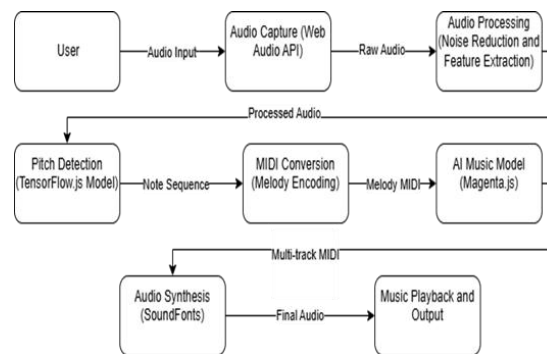 User
Audio Input
Audio Capture (Web
Audio API)
Raw Audio
Audio Processing
(Noise Reduction and
Feature Extraction)
Processed Audio
Pitch Detection
(TensorFlow.js Model)
Note Sequence
MIDI Conversion
(Melody Encoding)
Melody MIDI
AI Music Model
(Magenta.js)
Multi-track MIDI
Audio Synthesis
(SoundFonts)
Final Audio
Music Playback and
Output